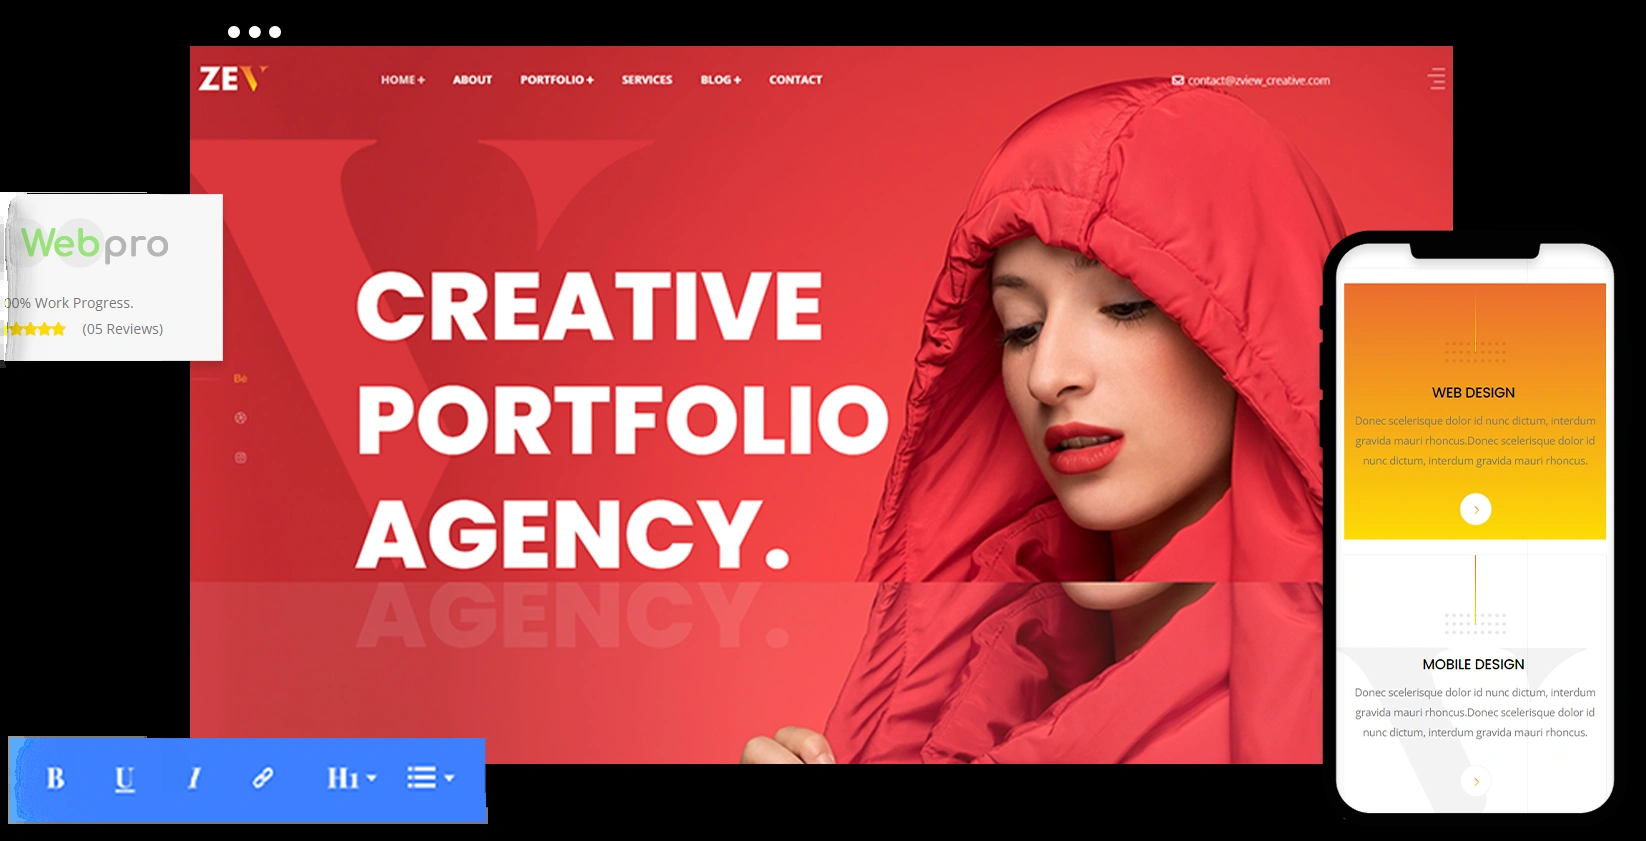 ZEV
HOME + ABOUT PORTFOLIO + SERVICES BLOG + CONTACT
contact@zview_creative.com
Webpro
00% Work Progress.
(05 Reviews)
Bē
CREATIVE
PORTFOLIO
AGENCY.
AGENCY.
B U I H1
WEB DESIGN
Donec scelerisque dolor id nunc dictum, interdum
gravida mauri rhoncus.Donec scelerisque dolor id
nunc dictum, interdum gravida mauri rhoncus.
MOBILE DESIGN
Donec scelerisque dolor id nunc dictum, interdum
gravida mauri rhoncus.Donec scelerisque dolor id
nunc dictum, interdum gravida mauri rhoncus.